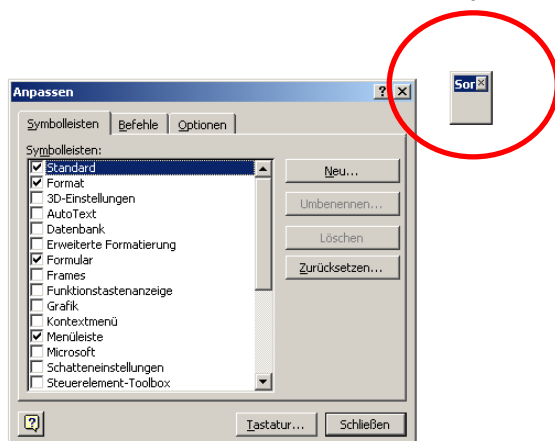 Sor
Anpassen
Symbolleisten Befehle Optionen
Symbolleisten:
Standard
Format
3D-Einstellungen
AutoText
Datenbank
Erweiterte Formatierung
Formular
Frames
Funktionstastenanzeige
Grafik
Kontextmenü
Menüleiste
Microsoft
Schatteneinstellungen
Steuerelement-Toolbox
Neu...
Umbenennen...
Löschen
Zurücksetzen...
Tastatur... Schließen